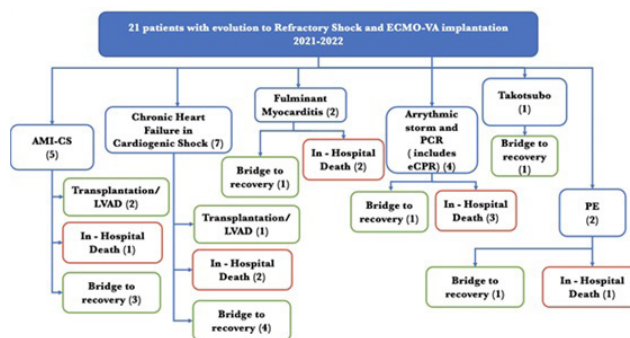 21 patients with evolution to Refractory Shock and ECMO-VA implantation
2021-2022
AMI-CS
(5)
Transplantation/
LVAD (2)
In - Hospital
Death (1)
Bridge to
recovery (3)
Chronic Heart
Failure in
Cardiogenic Shock (7)
Transplantation/
LVAD (1)
In - Hospital
Death (2)
Bridge to
recovery (4)
Fulminant
Myocarditis (2)
Bridge to
recovery (1)
In - Hospital
Death (2)
Arrythmic
storm and
PCR
( includes
eCPR) (4)
Bridge to
recovery (1)
In - Hospital
Death (3)
Takotsubo
(1)
Bridge to
recovery
(1)
PE
(2)
Bridge to
recovery (1)
In - Hospital
Death (1)